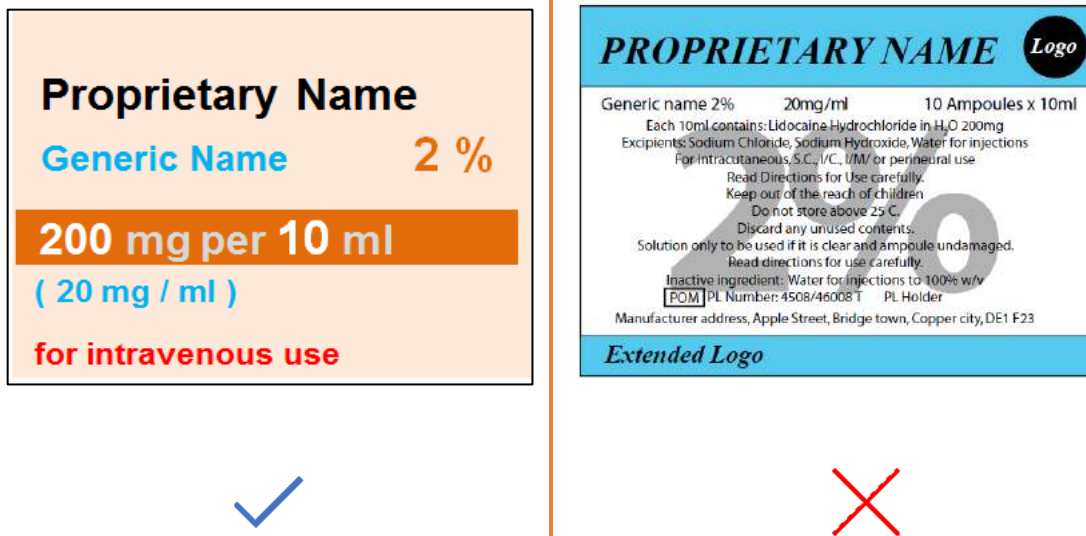 Proprietary Name
Generic Name 2 %
200 mg per 10 ml
( 20 mg / ml )
for intravenous use
PROPRIETARY NAME Logo
Generic name 2% 20mg/ml 10 Ampoules x 10ml
Each 10ml contains: Lidocaine Hydrochloride in H₂O 200mg
Excipients: Sodium Chloride, Sodium Hydroxide, Water for injections
For intracutaneous, S.C., I/C., I/M/ or perineural use
Read Directions for Use carefully.
Keep out of the reach of children
Do not store above 25 C.
Discard any unused contents.
Solution only to be used if it is clear and ampoule undamaged.
Read directions for use carefully.
Inactive ingredient: Water for injections to 100% w/v
POM PL Number: 4508/46008 T PL Holder
Manufacturer address, Apple Street, Bridge town, Copper city, DE1 F23
2%
Extended Logo